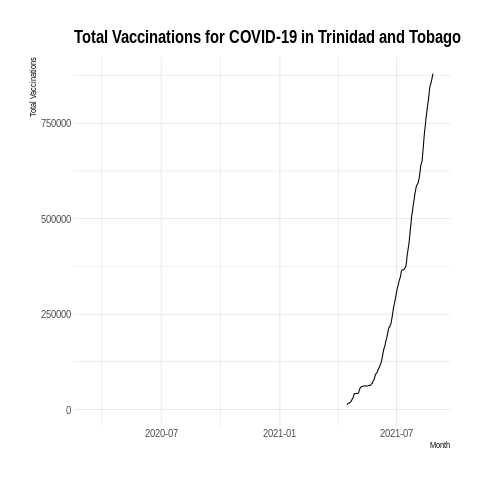 Total Vaccinations for COVID-19 in Trinidad and Tobago
Total Vaccinations
750000
500000
250000
0
2020-07 2021-01 2021-07
Month